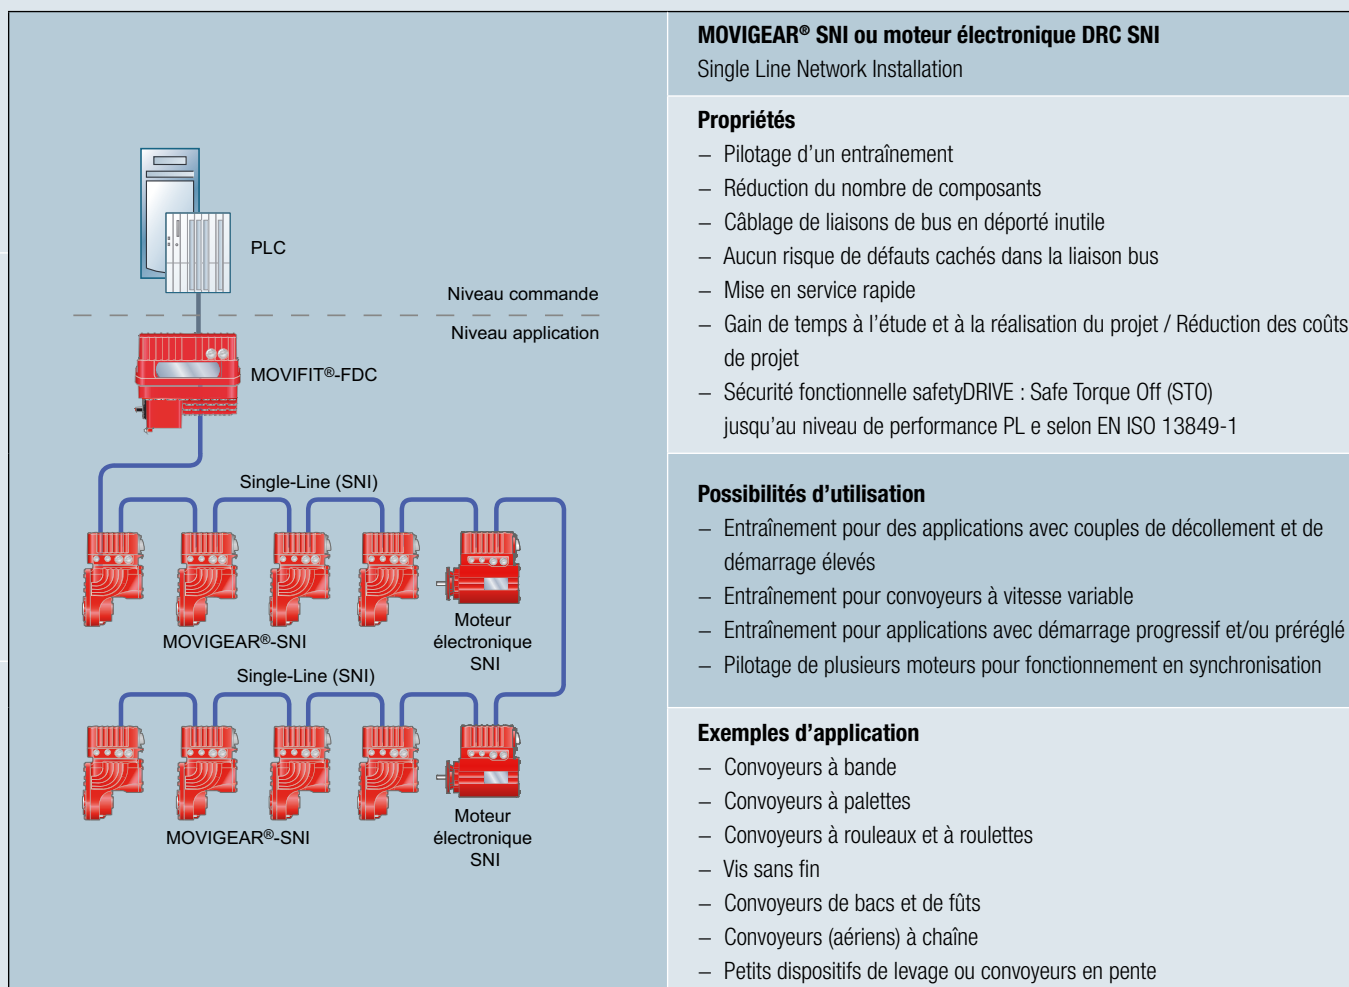 PLC
Niveau commande
Niveau application
MOVIFIT®-FDC
Single-Line (SNI)
MOVIGEAR®-SNI
Moteur
électronique
SNI
Single-Line (SNI)
MOVIGEAR®-SNI
Moteur
électronique
SNI
MOVIGEAR® SNI ou moteur électronique DRC SNI
Single Line Network Installation
Propriétés
– Pilotage d’un entraînement
– Réduction du nombre de composants
– Câblage de liaisons de bus en déporté inutile
– Aucun risque de défauts cachés dans la liaison bus
– Mise en service rapide
– Gain de temps à l’étude et à la réalisation du projet / Réduction des coûts
de projet
– Sécurité fonctionnelle safetyDRIVE : Safe Torque Off (STO)
jusqu’au niveau de performance PL e selon EN ISO 13849-1
Possibilités d’utilisation
– Entraînement pour des applications avec couples de décollement et de
démarrage élevés
– Entraînement pour convoyeurs à vitesse variable
– Entraînement pour applications avec démarrage progressif et/ou préréglé
– Pilotage de plusieurs moteurs pour fonctionnement en synchronisation
Exemples d’application
– Convoyeurs à bande
– Convoyeurs à palettes
– Convoyeurs à rouleaux et à roulettes
– Vis sans fin
– Convoyeurs de bacs et de fûts
– Convoyeurs (aériens) à chaîne
– Petits dispositifs de levage ou convoyeurs en pente